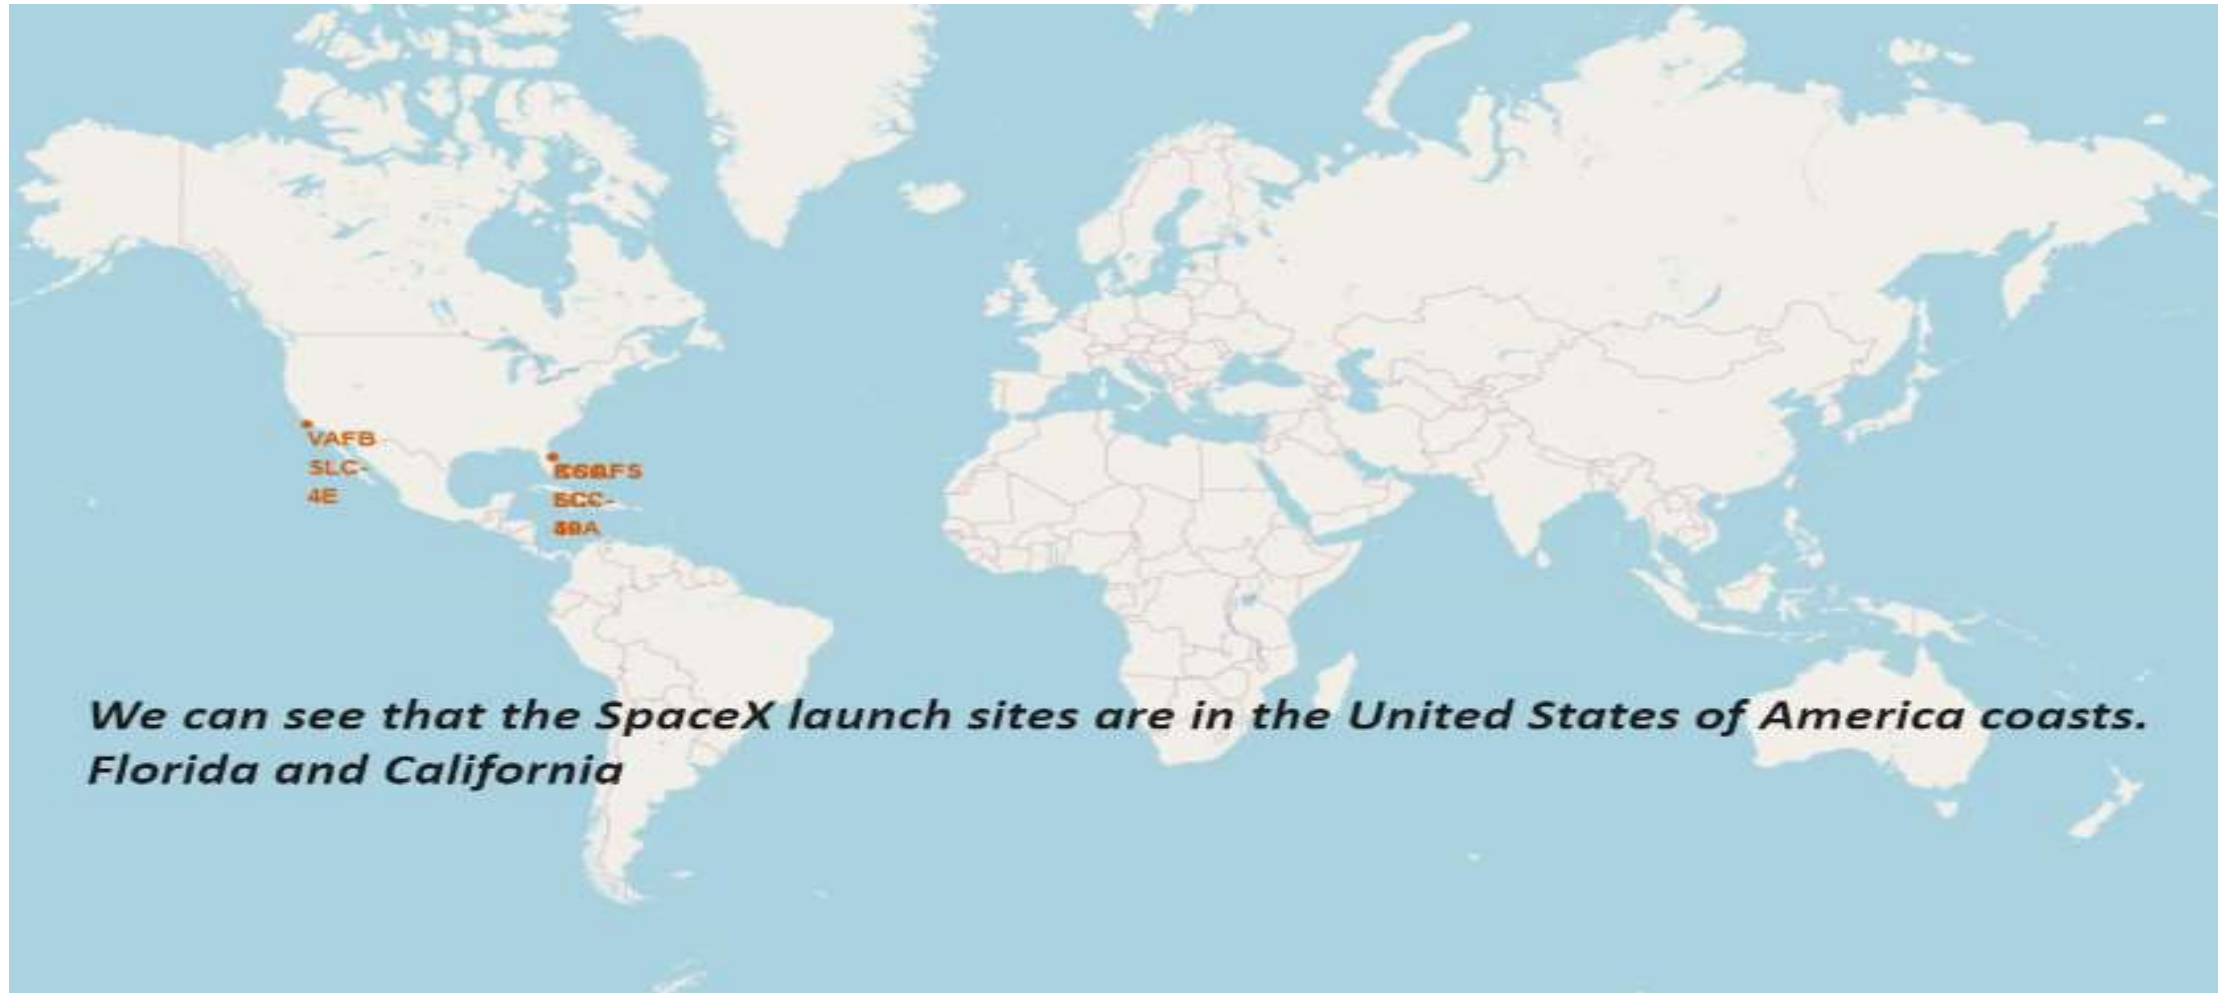 VAFB
SLC-
4E
We can see that the SpaceX launch sites are in the United States of America coasts.
Florida and California